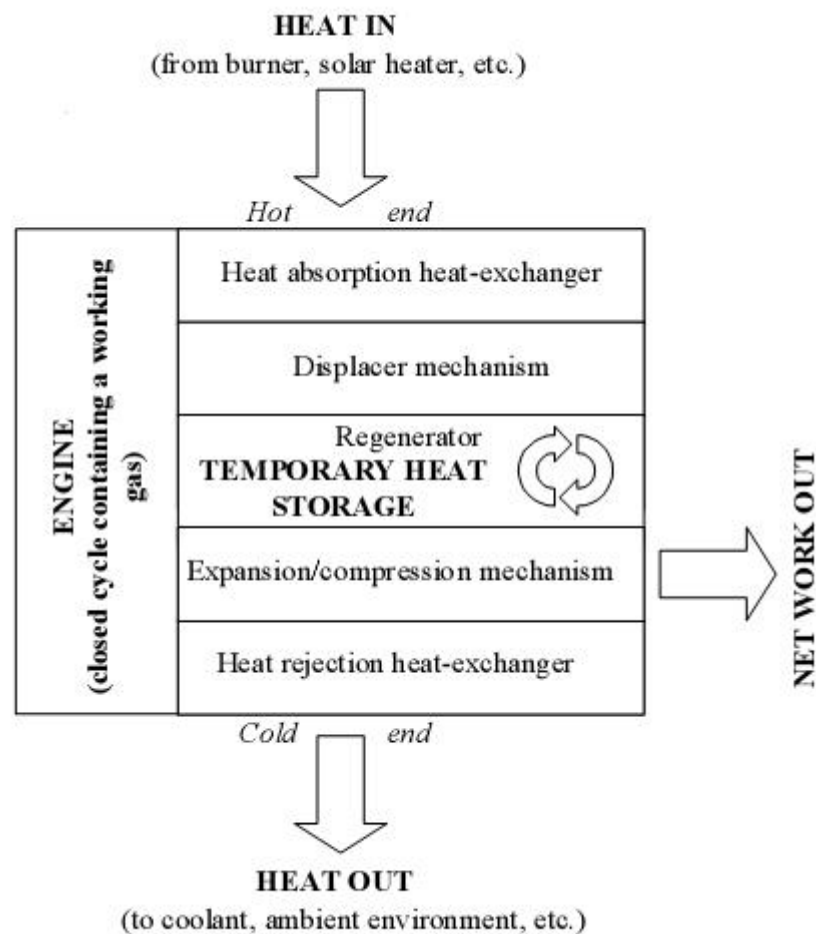 HEAT IN
(from burner, solar heater, etc.)
Hot end
ENGINE
(closed cycle containing a working
gas)
Heat absorption heat-exchanger
Displacer mechanism
Regenerator
TEMPORARY HEAT
STORAGE
Expansion/compression mechanism
Heat rejection heat-exchanger
NET WORK OUT
Cold end
HEAT OUT
(to coolant, ambient environment, etc.)